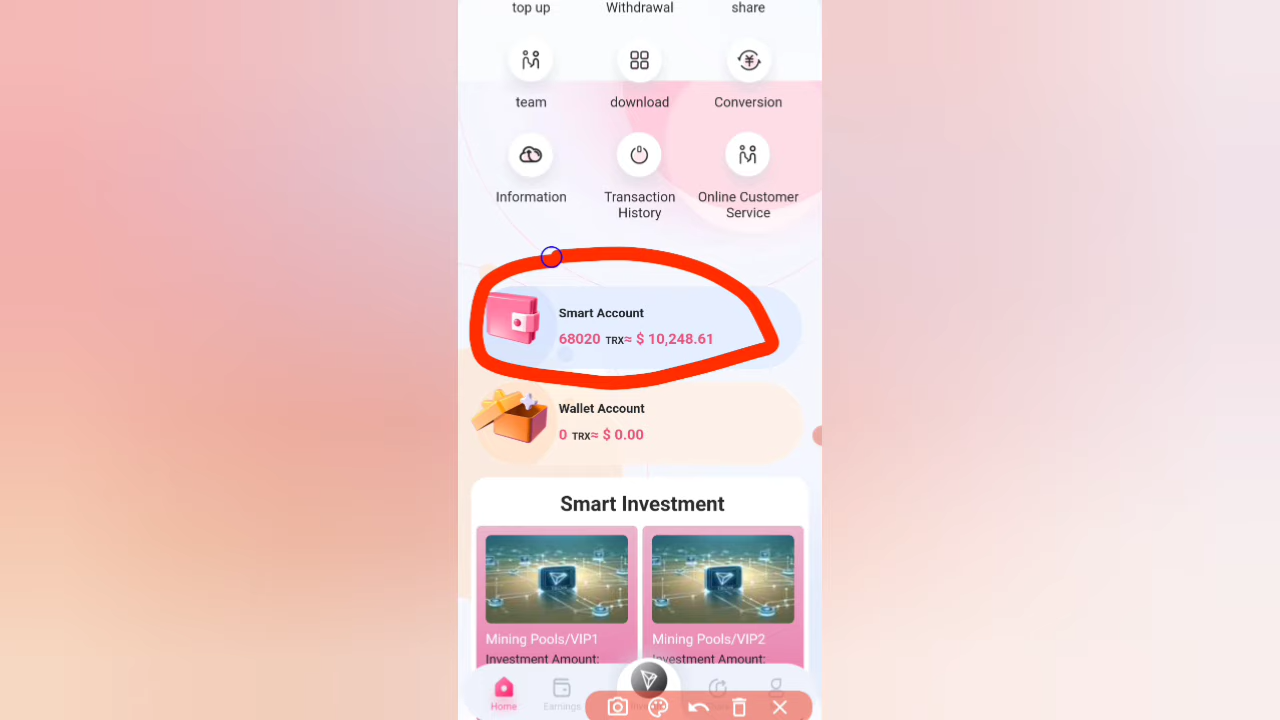 top up
Withdrawal
share
team
download
Conversion
Information
Transaction
History
Online Customer
Service
Smart Account
68020 TRX≈ $ 10,248.61
Wallet Account
0 TRX≈ $ 0.00
Smart Investment
Mining Pools/VIP1
Mining Pools/VIP2
Investment Amount:
Investment Amount:
Home
Earnings